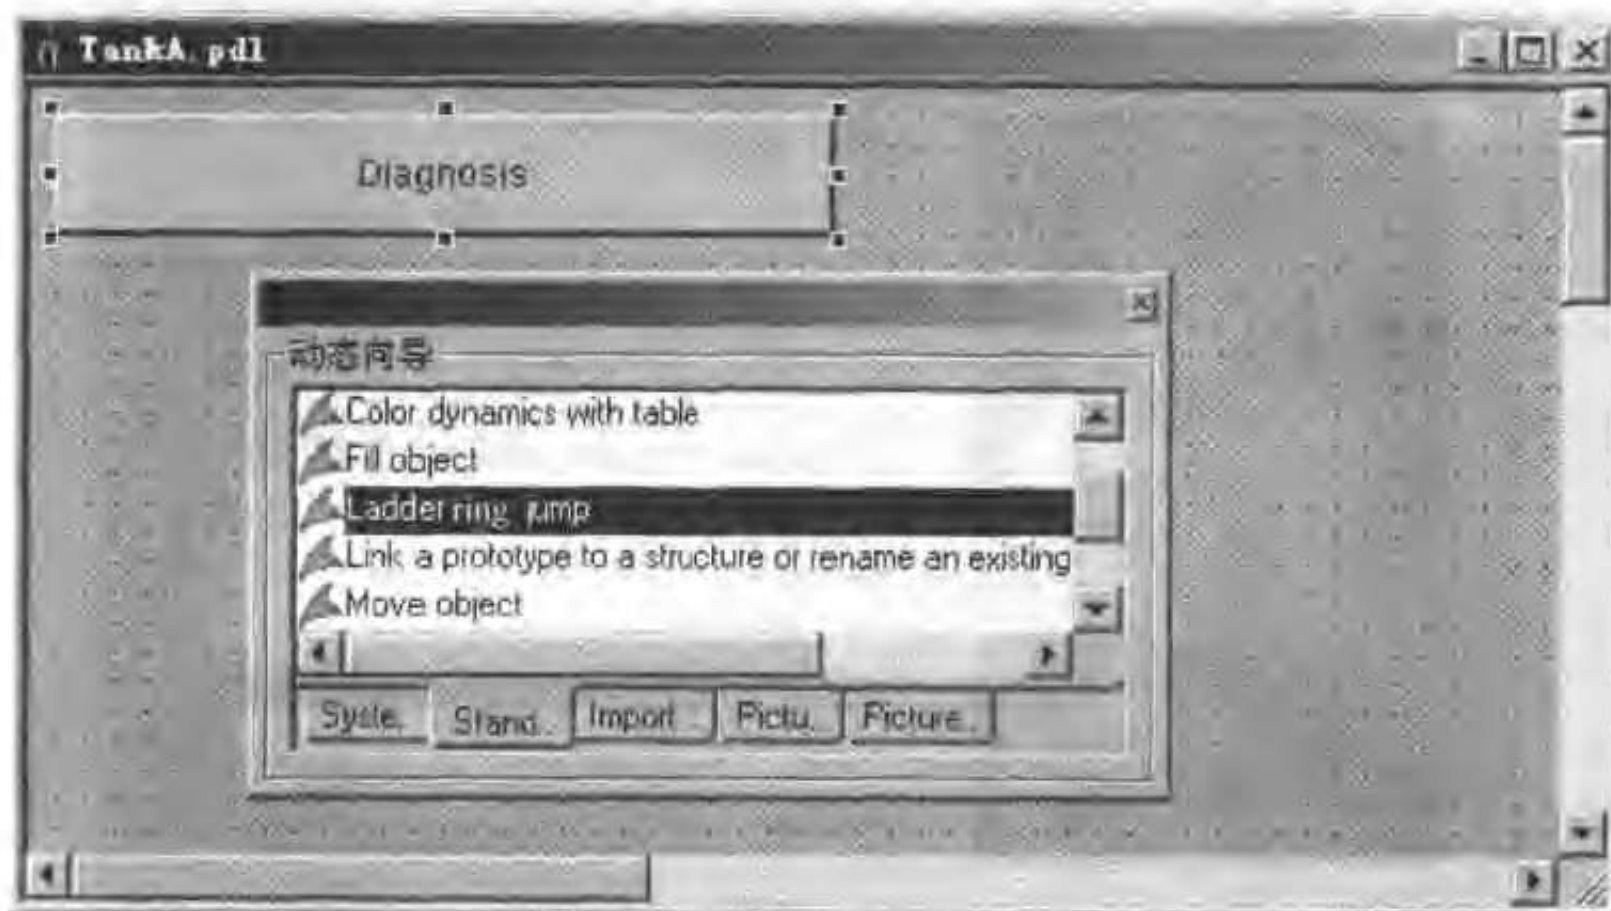 TankA.pdl
Diagnosis
动态向导
Color dynamics with table
Fill object
Ladder ring jump
Link a prototype to a structure or rename an existing
Move object
Syste. Stand.. Import .. Pictu. Picture..